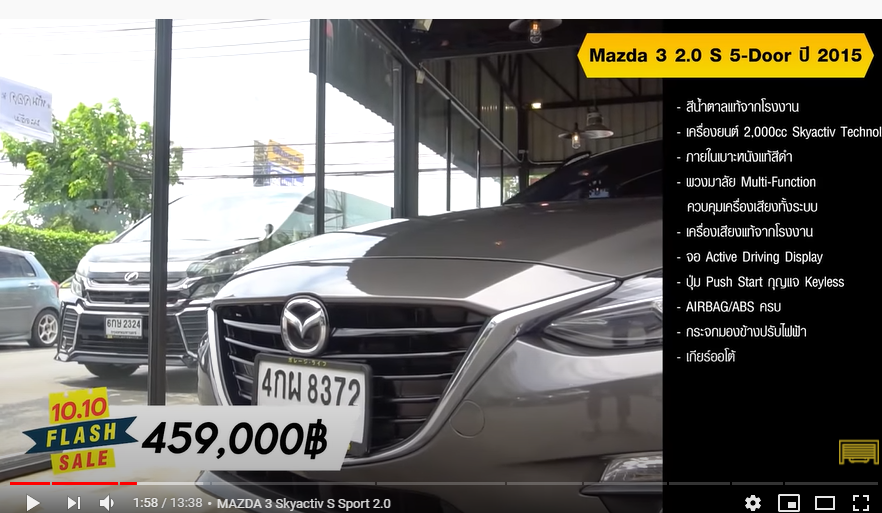 Mazda 3 2.0 S 5-Door ปี 2015
- สีน้ำตาลแท้จากโรงงาน
- เครื่องยนต์ 2,000cc Skyactiv Technol
- ภายในเบาะหนังแท้สีดำ
- พวงมาลัย Multi-Function
ควบคุมเครื่องเสียงทั้งระบบ
- เครื่องเสียงแท้จากโรงงาน
- จอ Active Driving Display
- ปุ่ม Push Start กุญแจ Keyless
- AIRBAG/ABS ครบ
- กระจกมองข้างปรับไฟฟ้า
- เกียร์ออโต้
6กษ 2324
4กผ 8372
10.10
FLASH
SALE
459,000฿
1:58 / 13:38 • MAZDA 3 Skyactiv S Sport 2.0